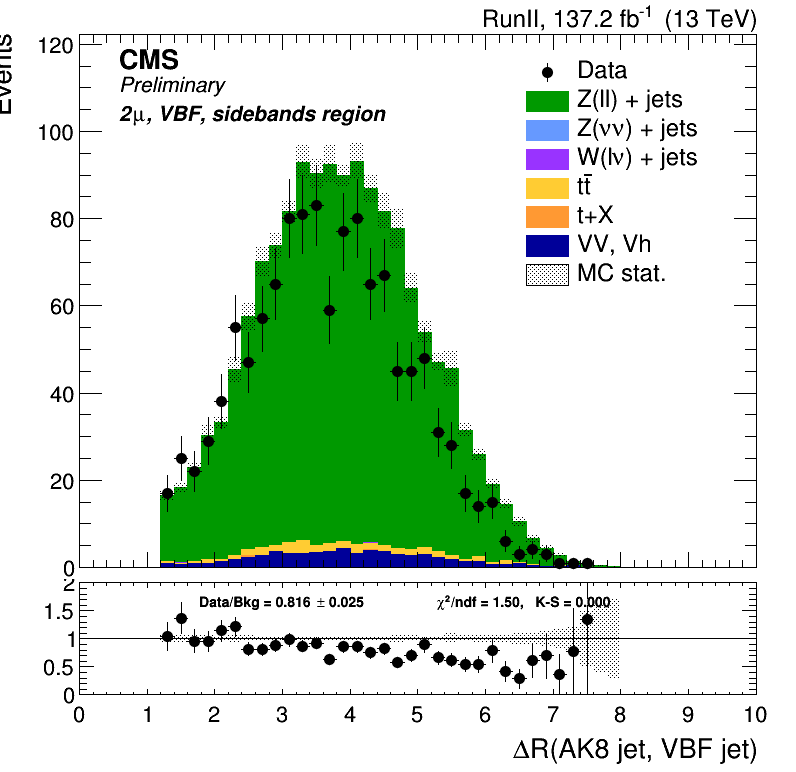 RunII, 137.2 fb⁻¹ (13 TeV)
Events
CMS
Preliminary
2μ, VBF, sidebands region
Data
Z(ll) + jets
Z(νν) + jets
W(lν) + jets
tt̄
t+X
VV, Vh
MC stat.
120
100
80
60
40
20
0
Data/Bkg = 0.816 ± 0.025
χ²/ndf = 1.50, K-S = 0.000
2
1.5
1
0.5
0
0 1 2 3 4 5 6 7 8 9 10
ΔR(AK8 jet, VBF jet)